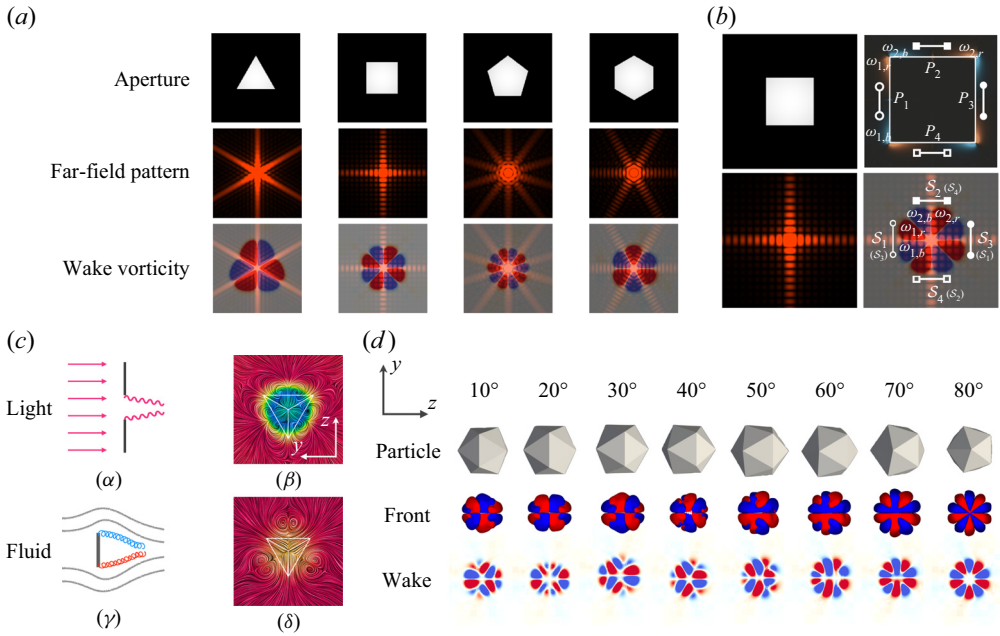 (a)
Aperture
Far-field pattern
Wake vorticity
(b)
ω2,b ω2,r
ω1,r P2
P1 P3
ω1,b P4
S2 (S4)
ω2,b ω2,r
S1 ω1,r S3
(S3) ω1,b (S1)
S4 (S2)
(c)
Light
(α)
z
y
(β)
Fluid
(γ)
(δ)
(d)
y
z
10° 20° 30° 40° 50° 60° 70° 80°
Particle
Front
Wake